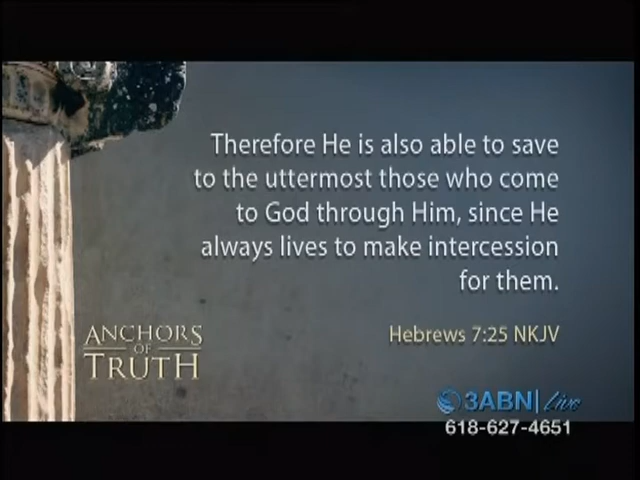 Therefore He is also able to save
to the uttermost those who come
to God through Him, since He
always lives to make intercession
for them.
Hebrews 7:25 NKJV
ANCHORS
OF
TRUTH
3ABN Live
618-627-4651